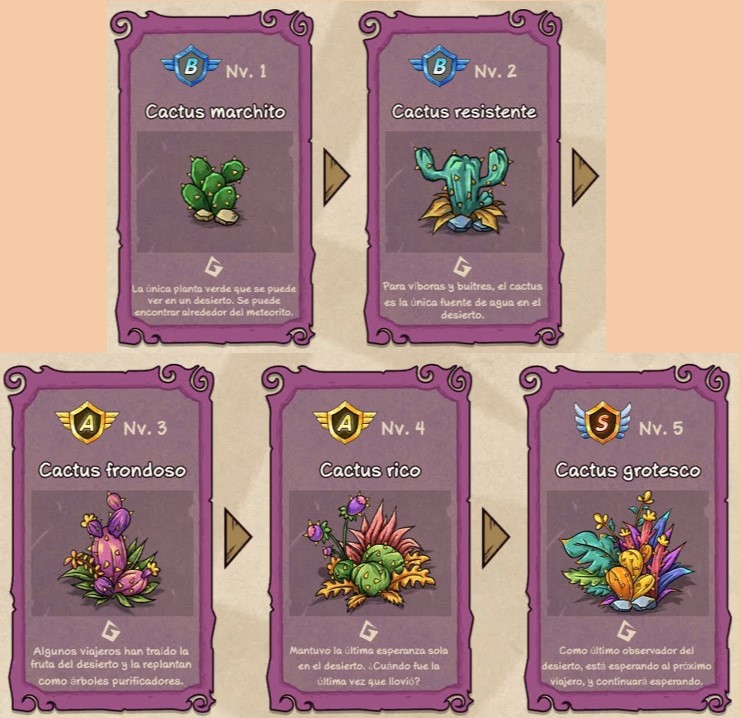 B Nv. 1
Cactus marchito
La única planta verde que se puede
ver en un desierto. Se puede
encontrar alrededor del meteorito.
B Nv. 2
Cactus resistente
Para víboras y buitres, el cactus
es la única fuente de agua en el
desierto.
A Nv. 3
Cactus frondoso
Algunos viajeros han traído la
fruta del desierto y la replantan
como árboles purificadores.
A Nv. 4
Cactus rico
Mantuvo la última esperanza sola
en el desierto. ¿Cuándo fue la
última vez que llovió?
S Nv. 5
Cactus grotesco
Como último observador del
desierto, está esperando al próximo
viajero, y continuará esperando.